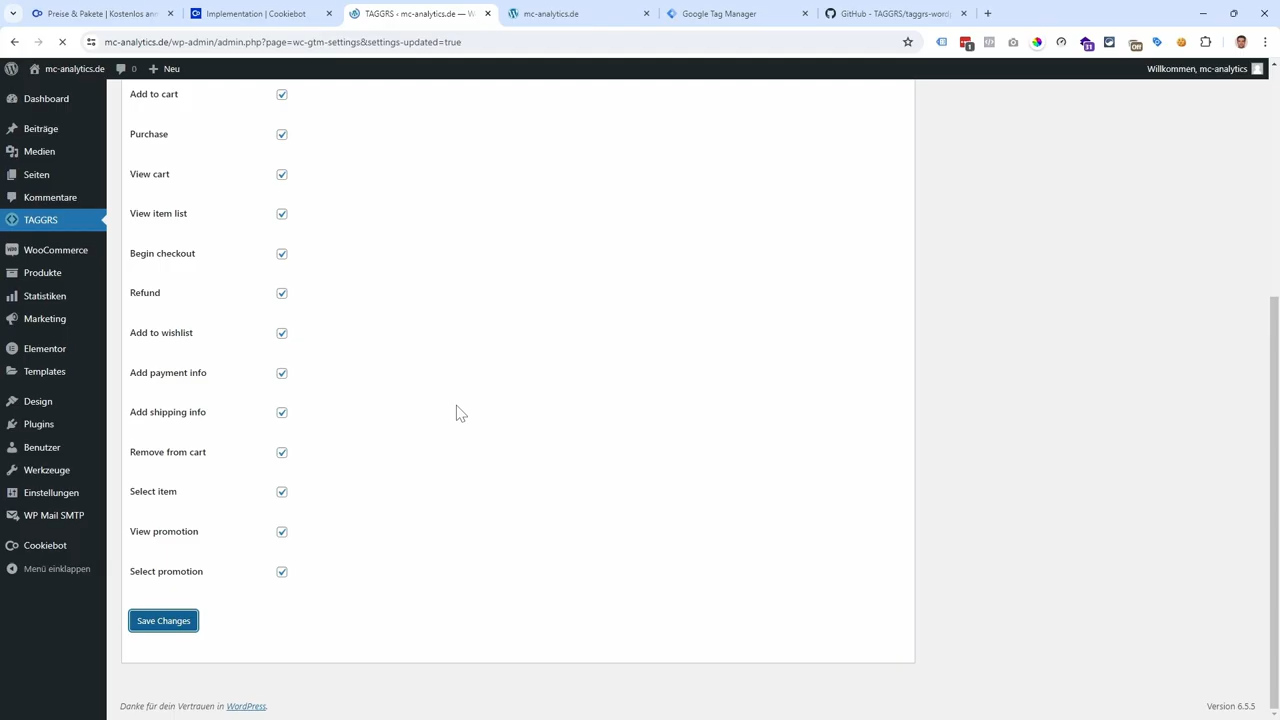 Preise & Pakete | Kostenlos ann
Implementation | Cookiebot
TAGGRS ‹ mc-analytics.de — W
mc-analytics.de
Google Tag Manager
GitHub - TAGGRS/taggrs-word
mc-analytics.de/wp-admin/admin.php?page=wc-gtm-settings&settings-updated=true
1
11
Off
mc-analytics.de
0
Neu
Willkommen, mc-analytics
Dashboard
Beiträge
Medien
Seiten
Kommentare
TAGGRS
WooCommerce
Produkte
Statistiken
Marketing
Elementor
Templates
Design
Plugins
Benutzer
Werkzeuge
Einstellungen
WP Mail SMTP
Cookiebot
Menü einklappen
Add to cart
Purchase
View cart
View item list
Begin checkout
Refund
Add to wishlist
Add payment info
Add shipping info
Remove from cart
Select item
View promotion
Select promotion
Save Changes
Danke für dein Vertrauen in WordPress.
Version 6.5.5